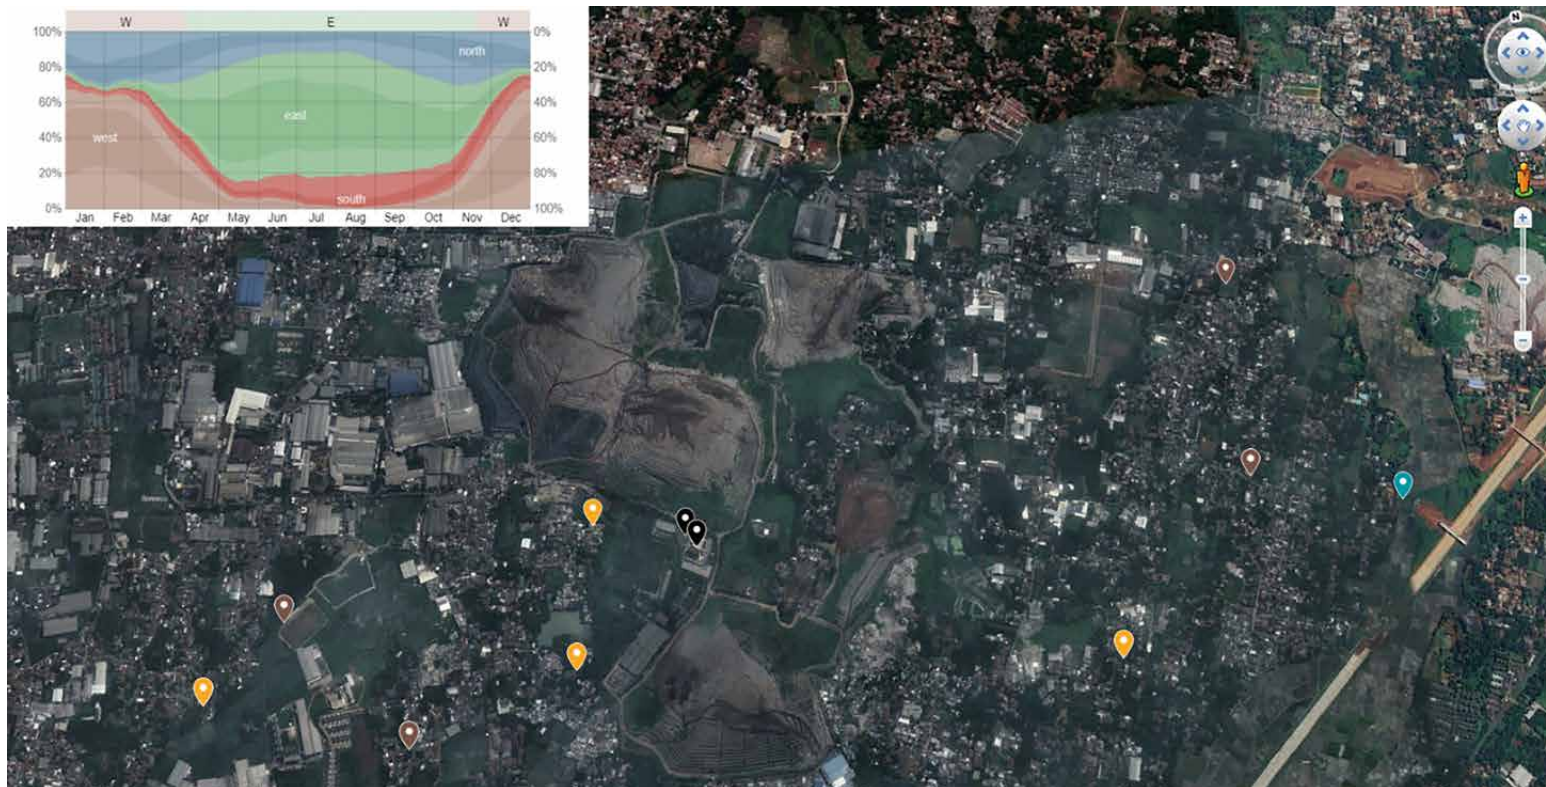 W E W
100% 0%
north
80% 20%
60% 40%
east
west
40% 60%
20% 80%
south
0% 100%
Jan Feb Mar Apr May Jun Jul Aug Sep Oct Nov Dec
N